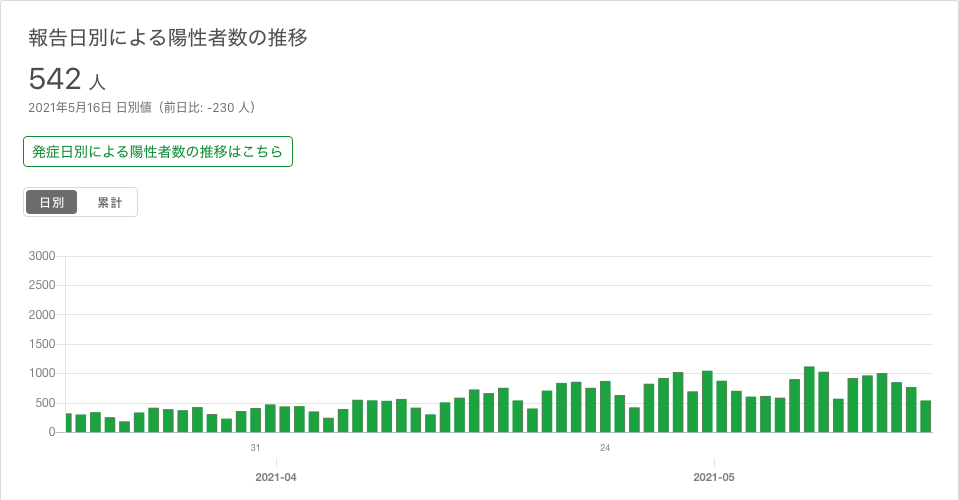 報告日別による陽性者数の推移
542 人
2021年5月16日 日別値（前日比: -230 人）
発症日別による陽性者数の推移はこちら
日別 累計
3000
2500
2000
1500
1000
500
0
31 24
2021-04 2021-05